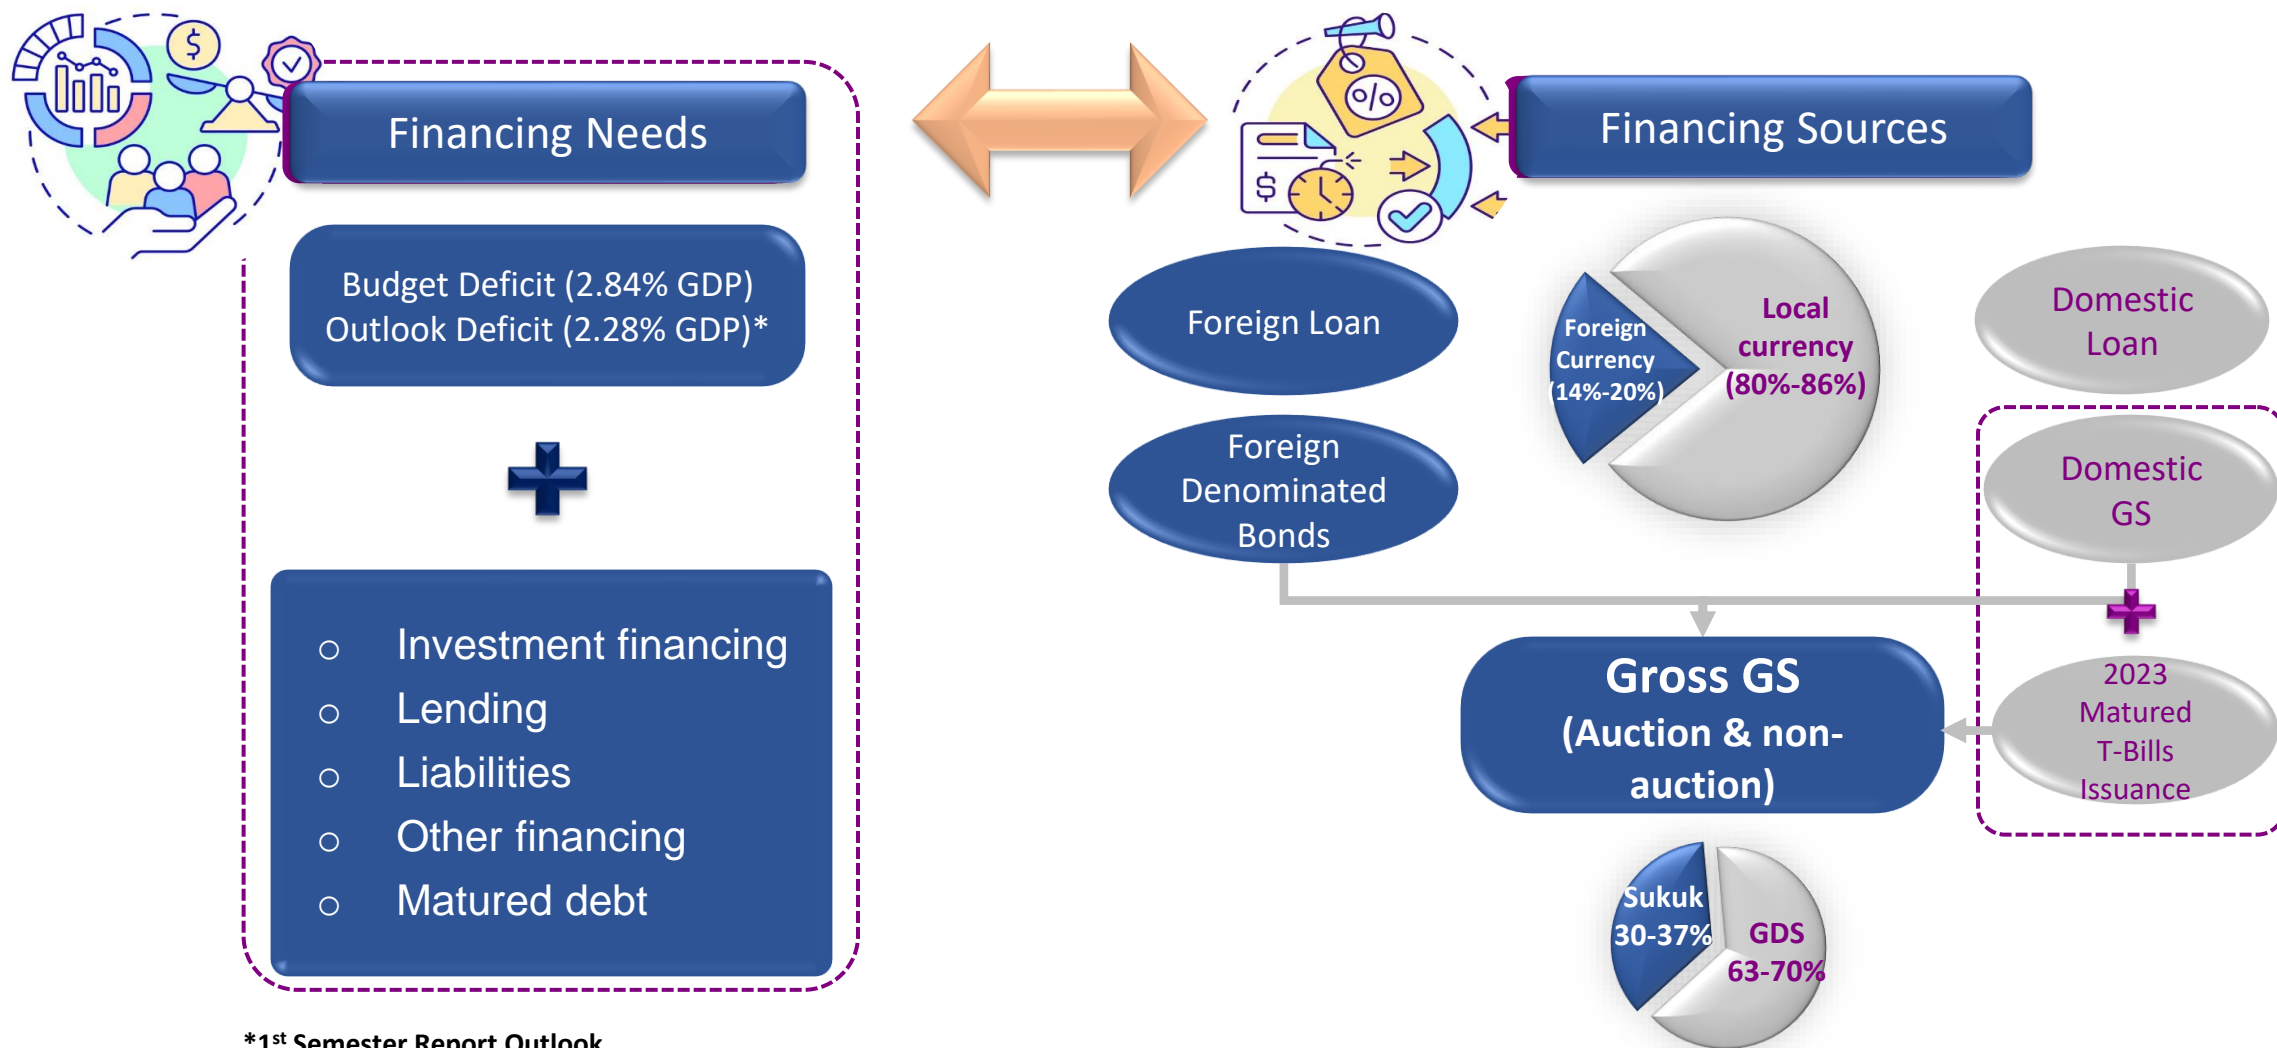 Financing Needs
Budget Deficit (2.84% GDP)
Outlook Deficit (2.28% GDP)*
o Investment financing
o Lending
o Liabilities
o Other financing
o Matured debt
*1st Semester Report Outlook
$
%
$
Financing Sources
Foreign Loan
Foreign
Denominated
Bonds
Foreign
Currency
(14%-20%)
Local
currency
(80%-86%)
Domestic
Loan
Domestic
GS
2023
Matured
T-Bills
Issuance
Gross GS
(Auction & non-
auction)
Sukuk
30-37%
GDS
63-70%